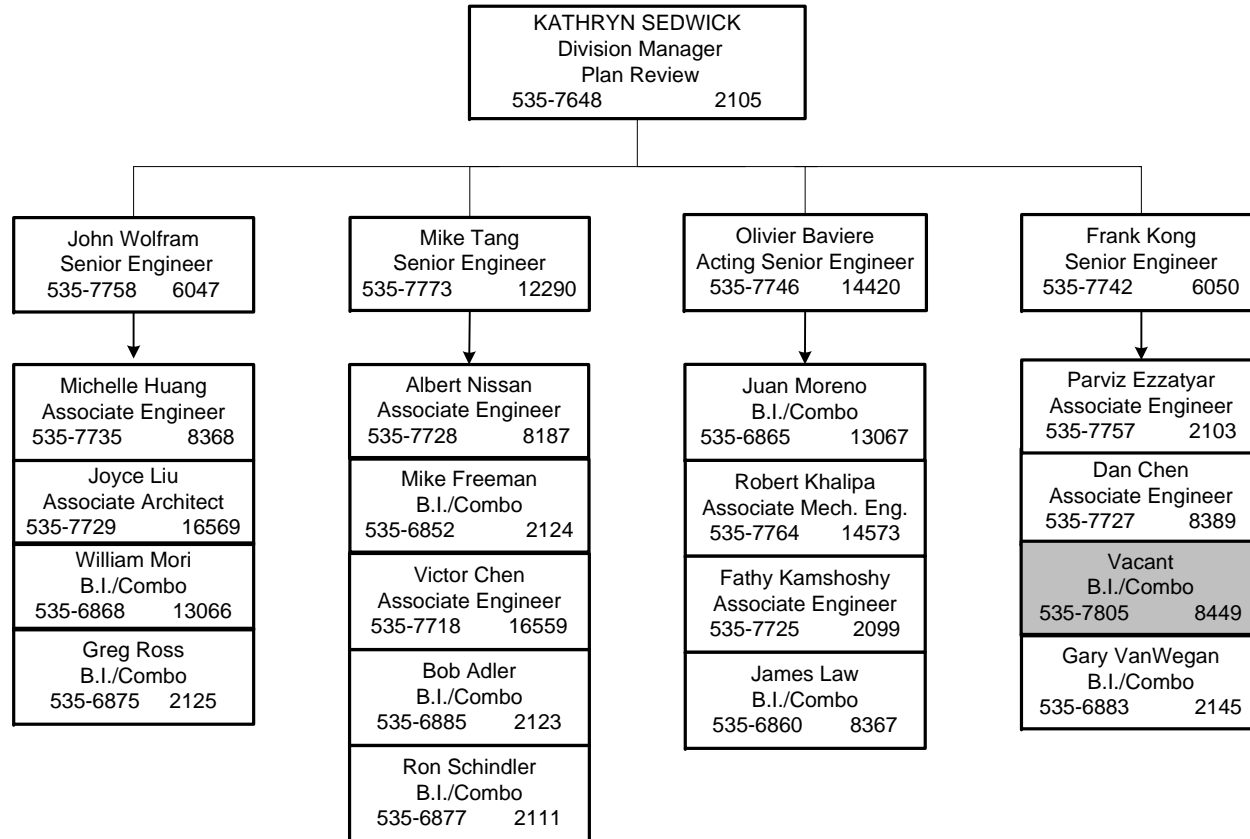 KATHRYN SEDWICK
Division Manager
Plan Review
535-7648 2105
John Wolfram
Senior Engineer
535-7758 6047
Michelle Huang
Associate Engineer
535-7735 8368
Joyce Liu
Associate Architect
535-7729 16569
William Mori
B.I./Combo
535-6868 13066
Greg Ross
B.I./Combo
535-6875 2125
Mike Tang
Senior Engineer
535-7773 12290
Albert Nissan
Associate Engineer
535-7728 8187
Mike Freeman
B.I./Combo
535-6852 2124
Victor Chen
Associate Engineer
535-7718 16559
Bob Adler
B.I./Combo
535-6885 2123
Ron Schindler
B.I./Combo
535-6877 2111
Olivier Baviere
Acting Senior Engineer
535-7746 14420
Juan Moreno
B.I./Combo
535-6865 13067
Robert Khalipa
Associate Mech. Eng.
535-7764 14573
Fathy Kamshoshy
Associate Engineer
535-7725 2099
James Law
B.I./Combo
535-6860 8367
Frank Kong
Senior Engineer
535-7742 6050
Parviz Ezzatyar
Associate Engineer
535-7757 2103
Dan Chen
Associate Engineer
535-7727 8389
Vacant
B.I./Combo
535-7805 8449
Gary VanWegan
B.I./Combo
535-6883 2145